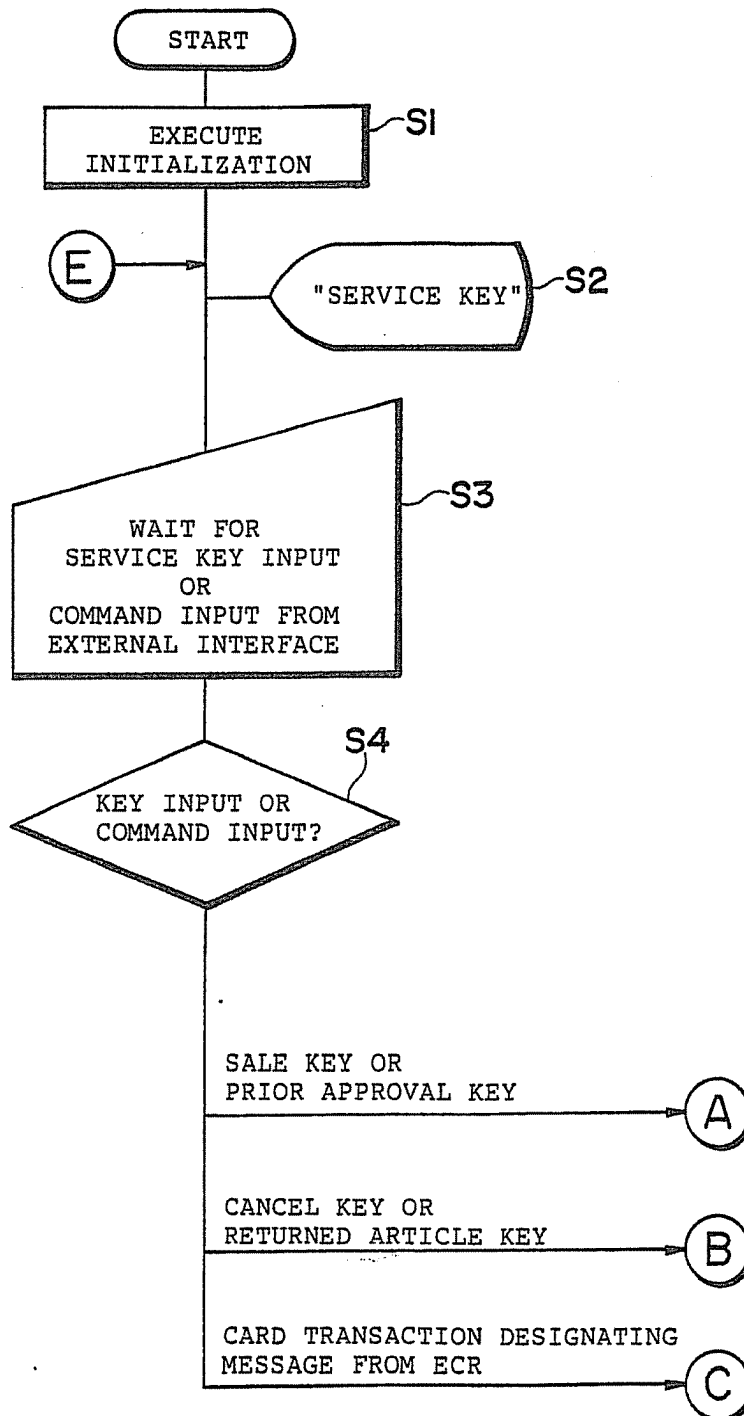 START
EXECUTE
INITIALIZATION
S1
E
"SERVICE KEY"
S2
WAIT FOR
SERVICE KEY INPUT
OR
COMMAND INPUT FROM
EXTERNAL INTERFACE
S3
S4
KEY INPUT OR
COMMAND INPUT?
SALE KEY OR
PRIOR APPROVAL KEY
A
CANCEL KEY OR
RETURNED ARTICLE KEY
B
CARD TRANSACTION DESIGNATING
MESSAGE FROM ECR
C